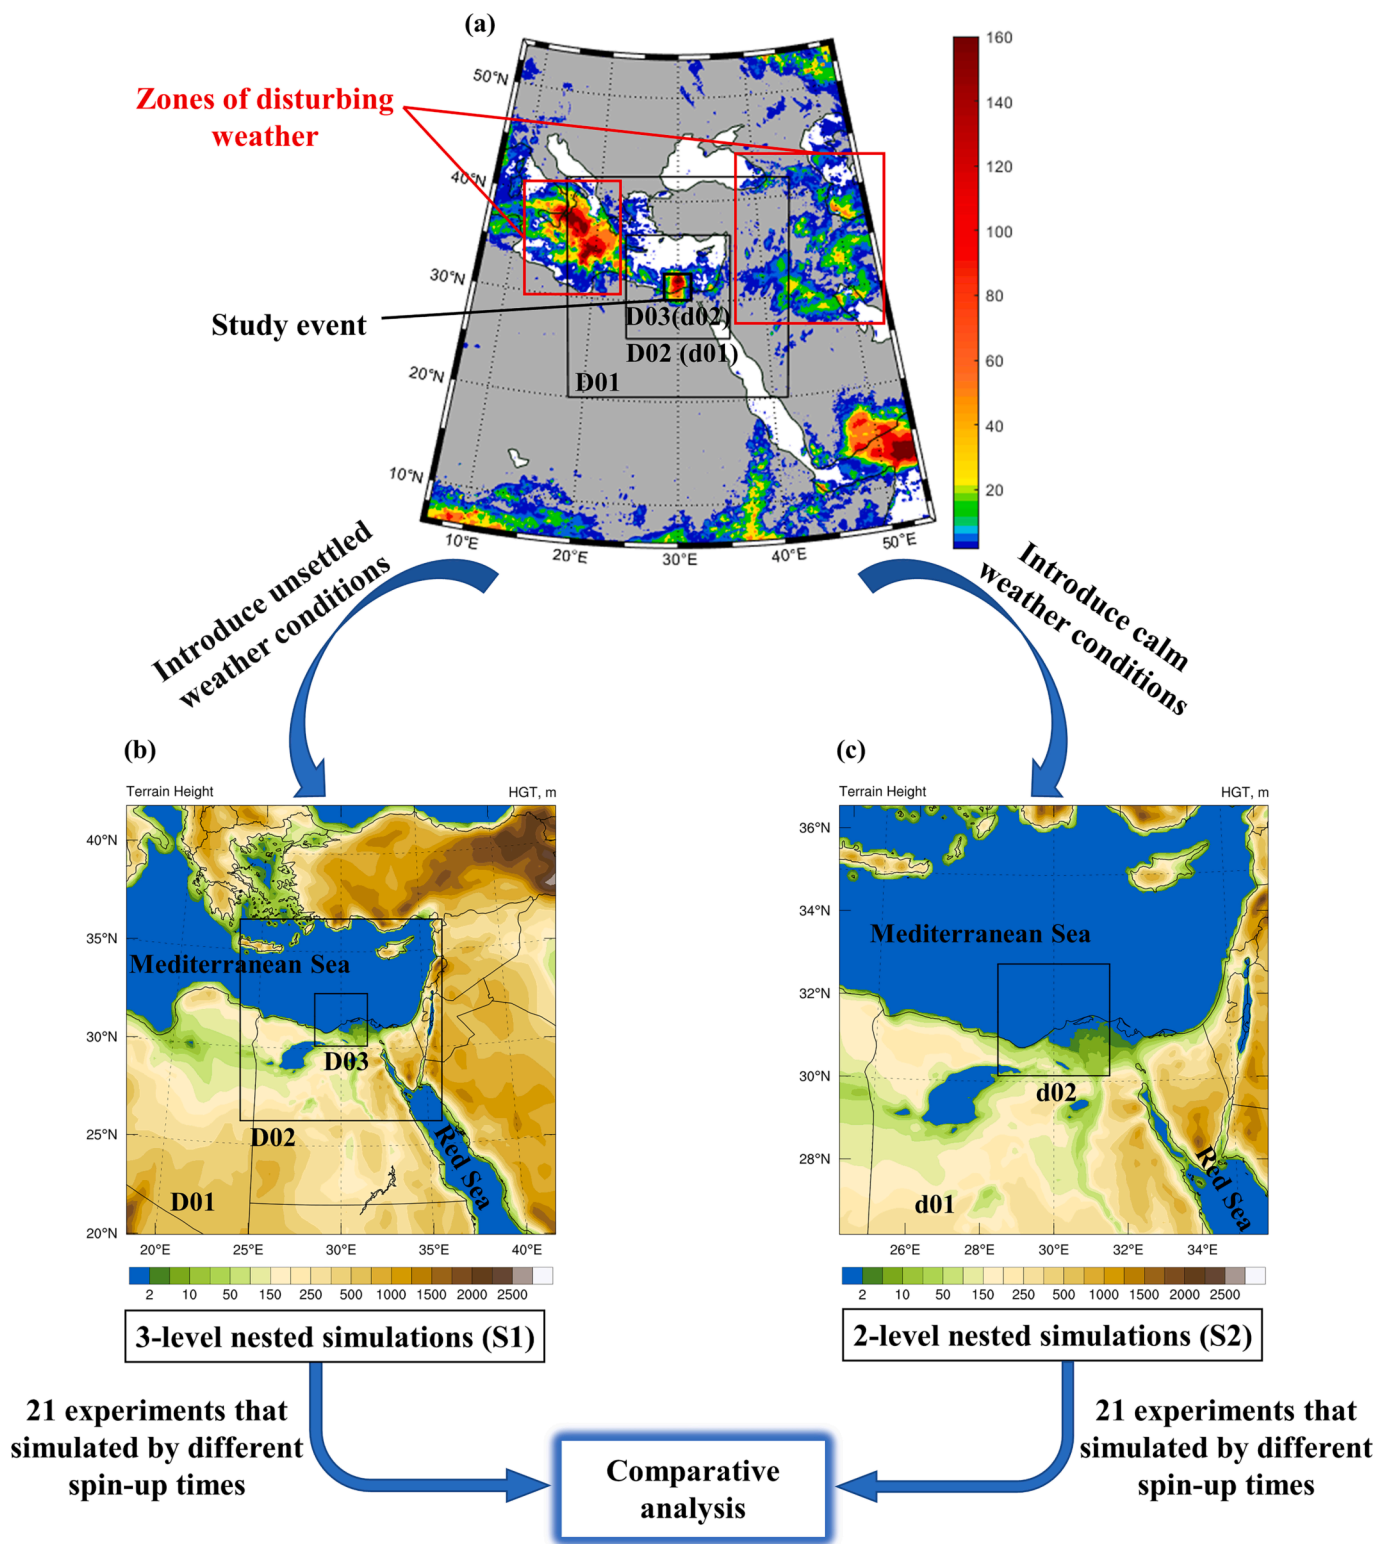 (a)
160
140
120
100
80
60
40
20
50°N
40°N
30°N
20°N
10°N
10°E
20°E
30°E
40°E
50°E
Zones of disturbing
weather
Study event
D03(d02)
D02 (d01)
D01
Introduce unsettled
weather conditions
Introduce calm
weather conditions
(b)
Terrain Height
HGT, m
40°N
35°N
30°N
25°N
20°N
Mediterranean Sea
D03
D02
D01
Red Sea
20°E
25°E
30°E
35°E
40°E
2 10 50 150 250 500 1000 1500 2000 2500
3-level nested simulations (S1)
(c)
Terrain Height
HGT, m
36°N
34°N
32°N
30°N
28°N
Mediterranean Sea
d02
d01
Red Sea
26°E
28°E
30°E
32°E
34°E
2 10 50 150 250 500 1000 1500 2000 2500
2-level nested simulations (S2)
21 experiments that
simulated by different
spin-up times
21 experiments that
simulated by different
spin-up times
Comparative
analysis